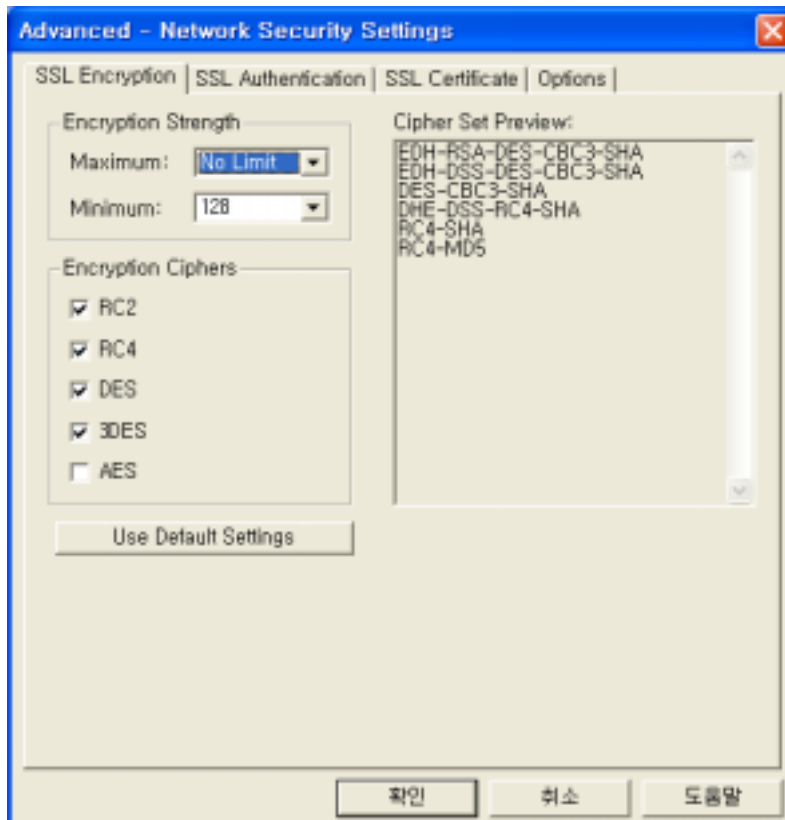 Advanced - Network Security Settings
SSL Encryption
SSL Authentication
SSL Certificate
Options
Encryption Strength
Maximum: No Limit
Minimum: 128
Encryption Ciphers
RC2
RC4
DES
3DES
AES
Use Default Settings
Cipher Set Preview:
EDH-RSA-DES-CBC3-SHA
EDH-DSS-DES-CBC3-SHA
DES-CBC3-SHA
DHE-DSS-RC4-SHA
RC4-SHA
RC4-MD5
확인
취소
도움말